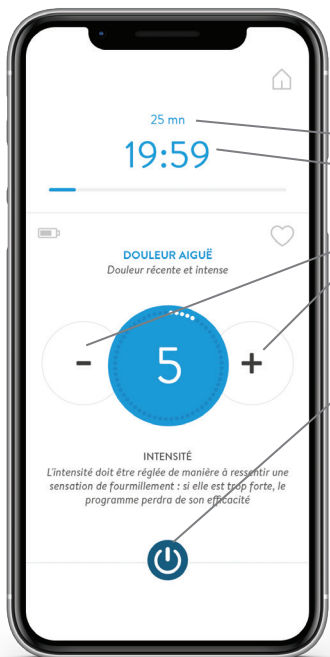 25 mn
19:59
DOULEUR AIGUË
Douleur récente et intense
-
5
+
INTENSITÉ
L'intensité doit être réglée de manière à ressentir une
sensation de fourmillement : si elle est trop forte, le
programme perdra de son efficacité